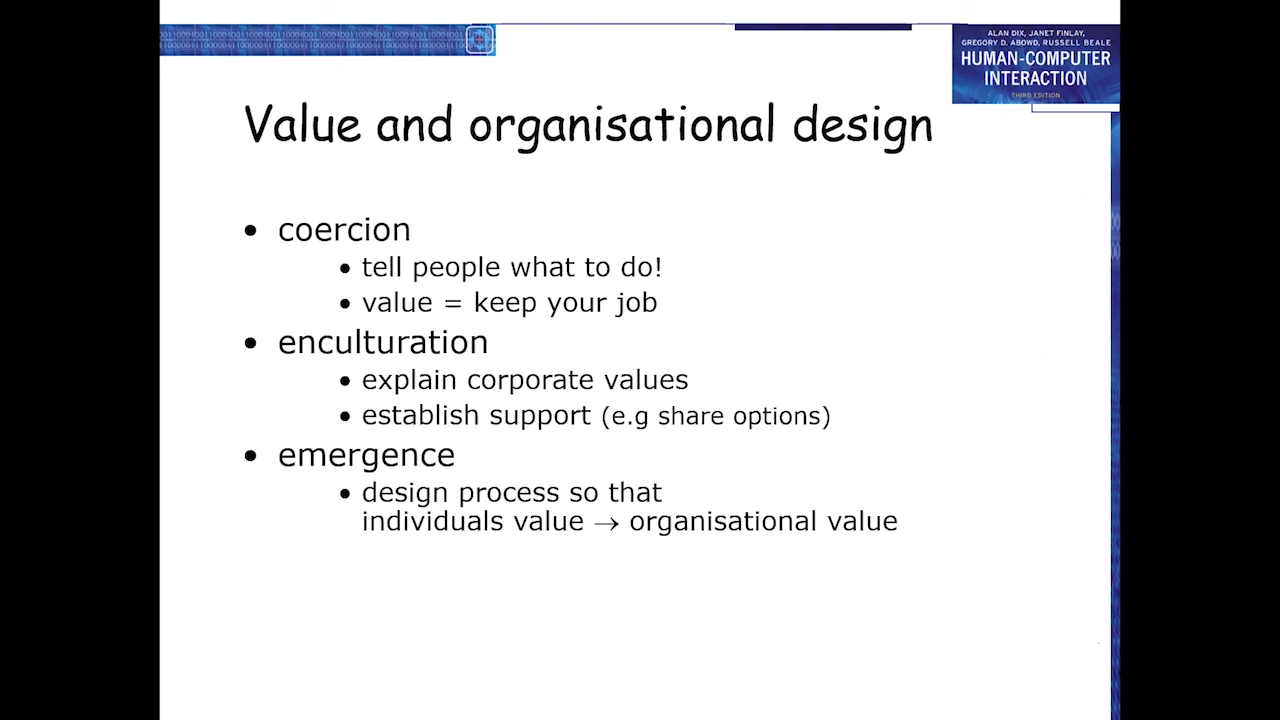 ALAN DIX, JANET FINLAY,
GREGORY D. ABOWD, RUSSELL BEALE
HUMAN-COMPUTER
INTERACTION
THIRD EDITION
Value and organisational design
• coercion
• tell people what to do!
• value = keep your job
• enculturation
• explain corporate values
• establish support (e.g share options)
• emergence
• design process so that
individuals value → organisational value